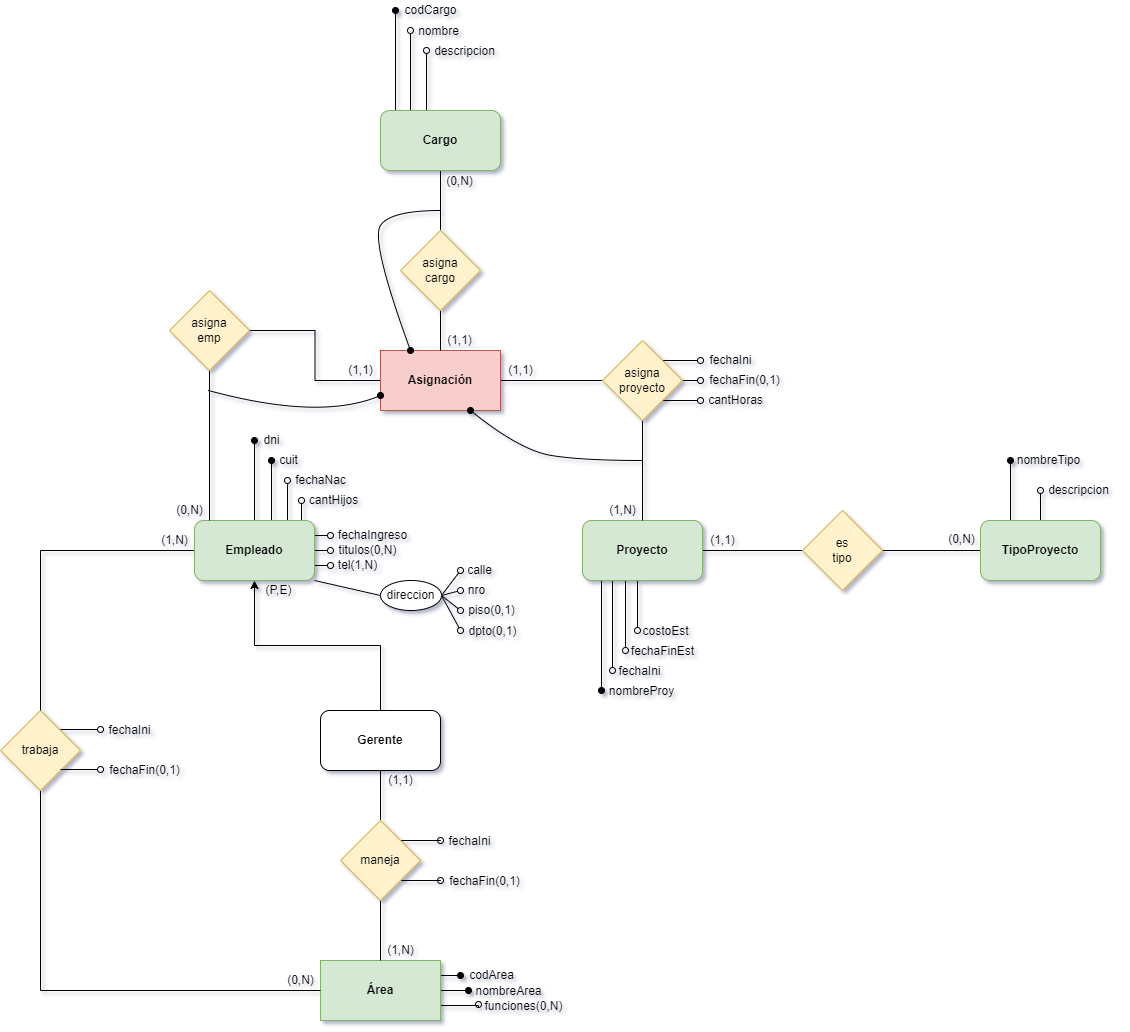 codCargo
nombre
descripcion
Cargo
(0,N)
asigna
cargo
(1,1)
asigna
emp
(1,1)
Asignación
(1,1)
asigna
proyecto
fechaIni
fechaFin(0,1)
cantHoras
dni
cuit
fechaNac
cantHijos
(0,N)
(1,N)
Empleado
fechaIngreso
titulos(0,N)
tel(1,N)
(P,E)
direccion
calle
nro
piso(0,1)
dpto(0,1)
(1,N)
Proyecto
(1,1)
es
tipo
(0,N)
nombreTipo
descripcion
TipoProyecto
costoEst
fechaFinEst
fechaIni
nombreProy
trabaja
fechaIni
fechaFin(0,1)
Gerente
(1,1)
maneja
fechaIni
fechaFin(0,1)
(1,N)
(0,N)
Área
codArea
nombreArea
funciones(0,N)